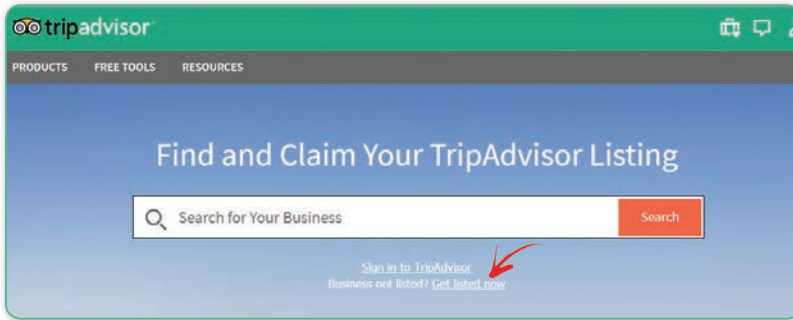 tripadvisor
PRODUCTS FREE TOOLS RESOURCES
Find and Claim Your TripAdvisor Listing
Search for Your Business Search
Sign in to TripAdvisor
Business not listed? Get listed now